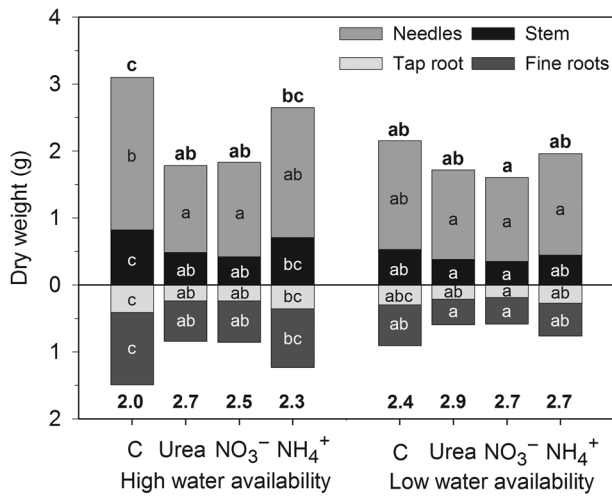 4
Needles Stem
Tap root Fine roots
c
3
bc
ab
ab ab
ab
ab
a
2
b
ab
ab
a a
a a a
1
c ab ab bc
ab a a ab
0
c ab ab bc
abc ab a ab
c ab ab bc
ab a a ab
1
2.0 2.7 2.5 2.3 2.4 2.9 2.7 2.7
2
Dry weight (g)
C Urea NO₃⁻ NH₄⁺ C Urea NO₃⁻ NH₄⁺
High water availability Low water availability